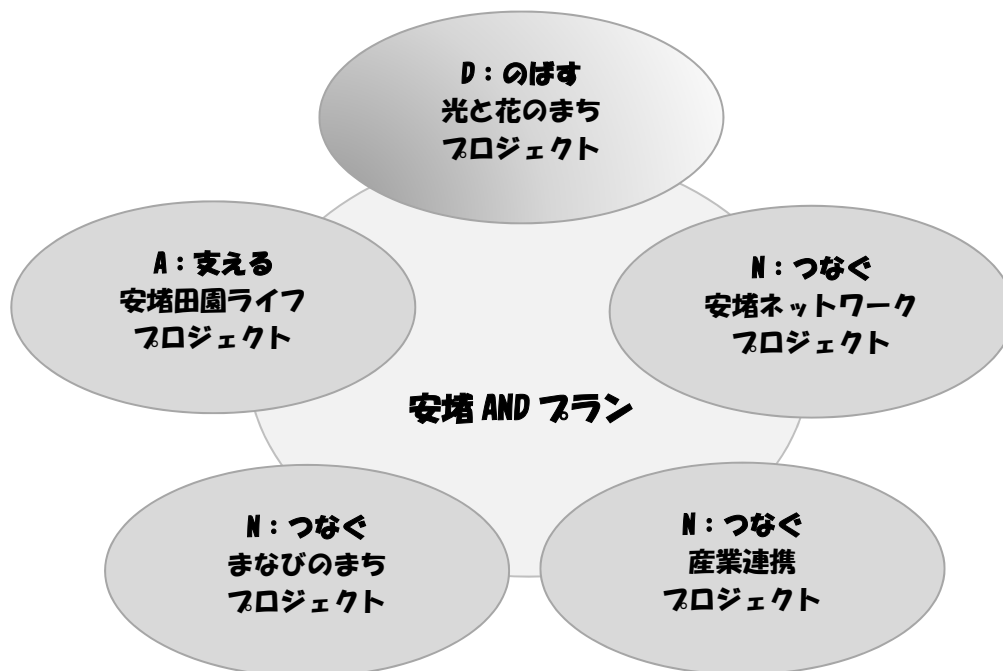 D：のばす
光と花のまち
プロジェクト
A：支える
安堵田園ライフ
プロジェクト
N：つなぐ
安堵ネットワーク
プロジェクト
安堵 AND プラン
N：つなぐ
まなびのまち
プロジェクト
N：つなぐ
産業連携
プロジェクト